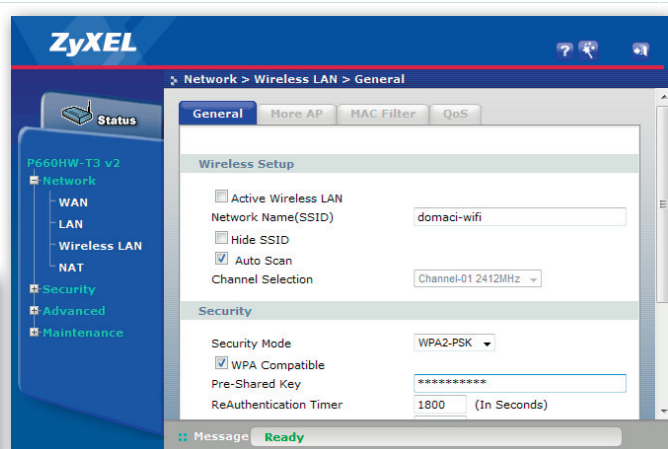 ZyXEL
Network > Wireless LAN > General
Status
General More AP MAC Filter QoS
P660HW-T3 v2
Network
WAN
LAN
Wireless LAN
NAT
Security
Advanced
Maintenance
Wireless Setup
Active Wireless LAN
Network Name(SSID) domaci-wifi
Hide SSID
Auto Scan
Channel Selection Channel-01 2412MHz
Security
Security Mode WPA2-PSK
WPA Compatible
Pre-Shared Key **********
ReAuthentication Timer 1800 (In Seconds)
Message Ready